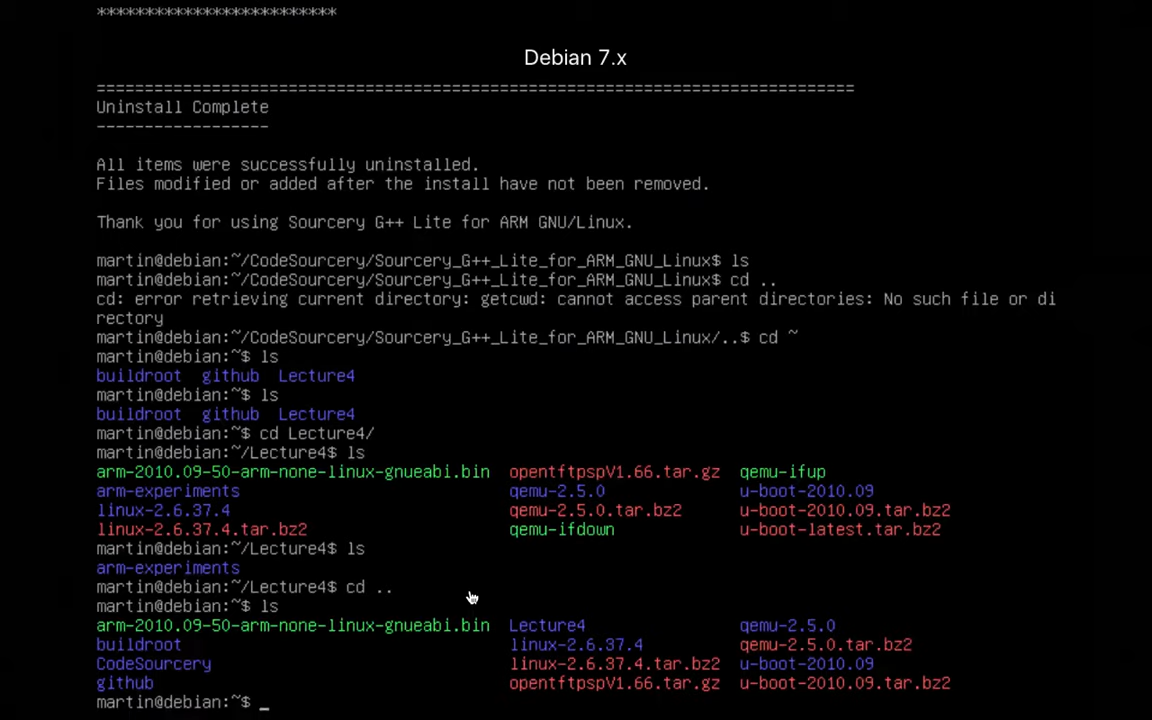 *************************
Debian 7.x
===============================================================================
Uninstall Complete
------------------
All items were successfully uninstalled.
Files modified or added after the install have not been removed.
Thank you for using Sourcery G++ Lite for ARM GNU/Linux.
martin@debian:~/CodeSourcery/Sourcery_G++_Lite_for_ARM_GNU_Linux$ ls
martin@debian:~/CodeSourcery/Sourcery_G++_Lite_for_ARM_GNU_Linux$ cd ..
cd: error retrieving current directory: getcwd: cannot access parent directories: No such file or di
rectory
martin@debian:~/CodeSourcery/Sourcery_G++_Lite_for_ARM_GNU_Linux/..$ cd ~
martin@debian:~$ ls
buildroot  github  Lecture4
martin@debian:~$ ls
buildroot  github  Lecture4
martin@debian:~$ cd Lecture4/
martin@debian:~/Lecture4$ ls
arm-2010.09-50-arm-none-linux-gnueabi.bin  opentftpspV1.66.tar.gz  qemu-ifup
arm-experiments                            qemu-2.5.0              u-boot-2010.09
linux-2.6.37.4                             qemu-2.5.0.tar.bz2      u-boot-2010.09.tar.bz2
linux-2.6.37.4.tar.bz2                     qemu-ifdown             u-boot-latest.tar.bz2
martin@debian:~/Lecture4$ ls
arm-experiments
martin@debian:~/Lecture4$ cd ..
martin@debian:~$ ls
arm-2010.09-50-arm-none-linux-gnueabi.bin  Lecture4                qemu-2.5.0
buildroot                                  linux-2.6.37.4          qemu-2.5.0.tar.bz2
CodeSourcery                               linux-2.6.37.4.tar.bz2  u-boot-2010.09
github                                     opentftpspV1.66.tar.gz  u-boot-2010.09.tar.bz2
martin@debian:~$ _